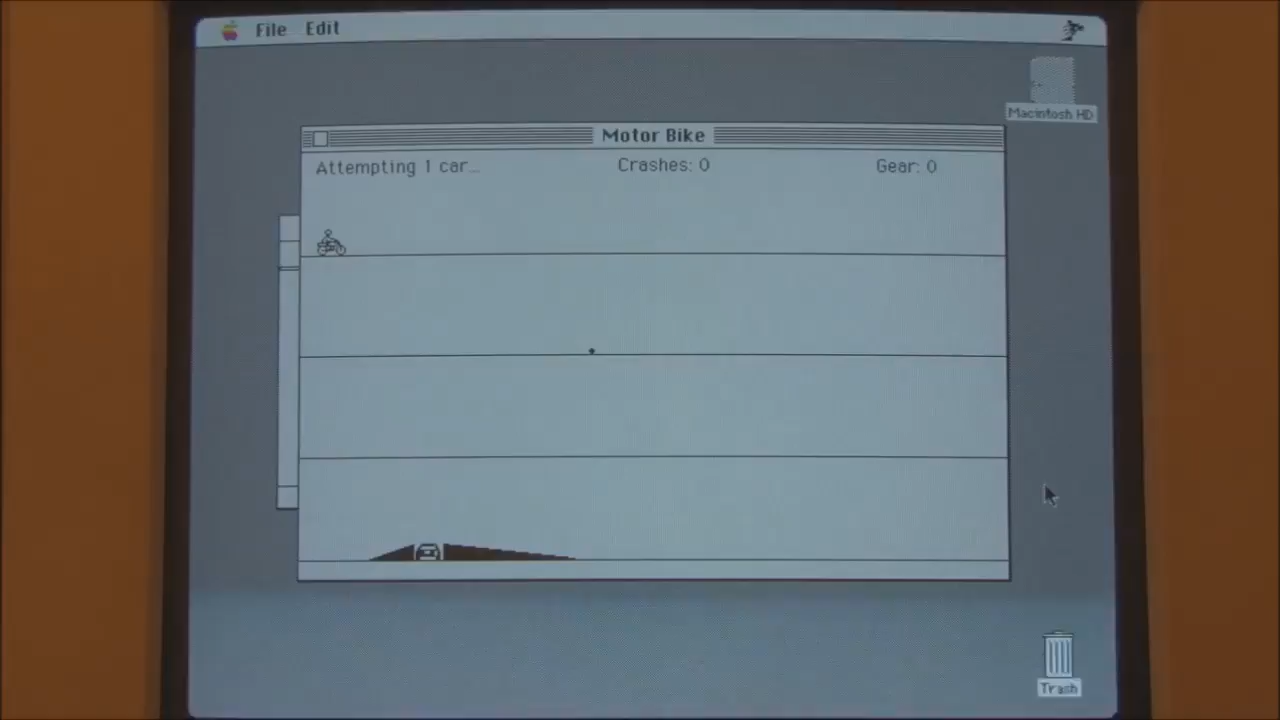 File Edit
Macintosh HD
Motor Bike
Attempting 1 car...
Crashes: 0
Gear: 0
Trash